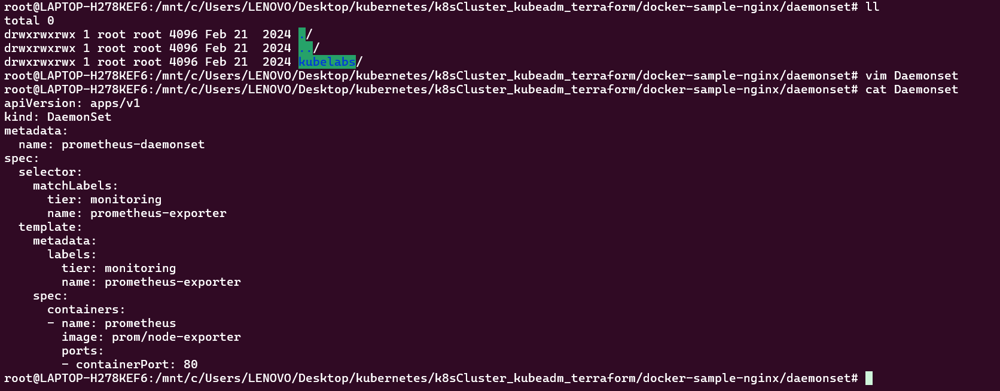 root@LAPTOP-H278KEF6:/mnt/c/Users/LENOVO/Desktop/kubernetes/k8sCluster_kubeadm_terraform/docker-sample-nginx/daemonset# ll
total 0
drwxrwxrwx 1 root root 4096 Feb 21  2024 ./
drwxrwxrwx 1 root root 4096 Feb 21  2024 ../
drwxrwxrwx 1 root root 4096 Feb 21  2024 kubelabs/
root@LAPTOP-H278KEF6:/mnt/c/Users/LENOVO/Desktop/kubernetes/k8sCluster_kubeadm_terraform/docker-sample-nginx/daemonset# vim Daemonset
root@LAPTOP-H278KEF6:/mnt/c/Users/LENOVO/Desktop/kubernetes/k8sCluster_kubeadm_terraform/docker-sample-nginx/daemonset# cat Daemonset
apiVersion: apps/v1
kind: DaemonSet
metadata:
  name: prometheus-daemonset
spec:
  selector:
    matchLabels:
      tier: monitoring
      name: prometheus-exporter
  template:
    metadata:
      labels:
        tier: monitoring
        name: prometheus-exporter
    spec:
      containers:
      - name: prometheus
        image: prom/node-exporter
        ports:
        - containerPort: 80
root@LAPTOP-H278KEF6:/mnt/c/Users/LENOVO/Desktop/kubernetes/k8sCluster_kubeadm_terraform/docker-sample-nginx/daemonset#